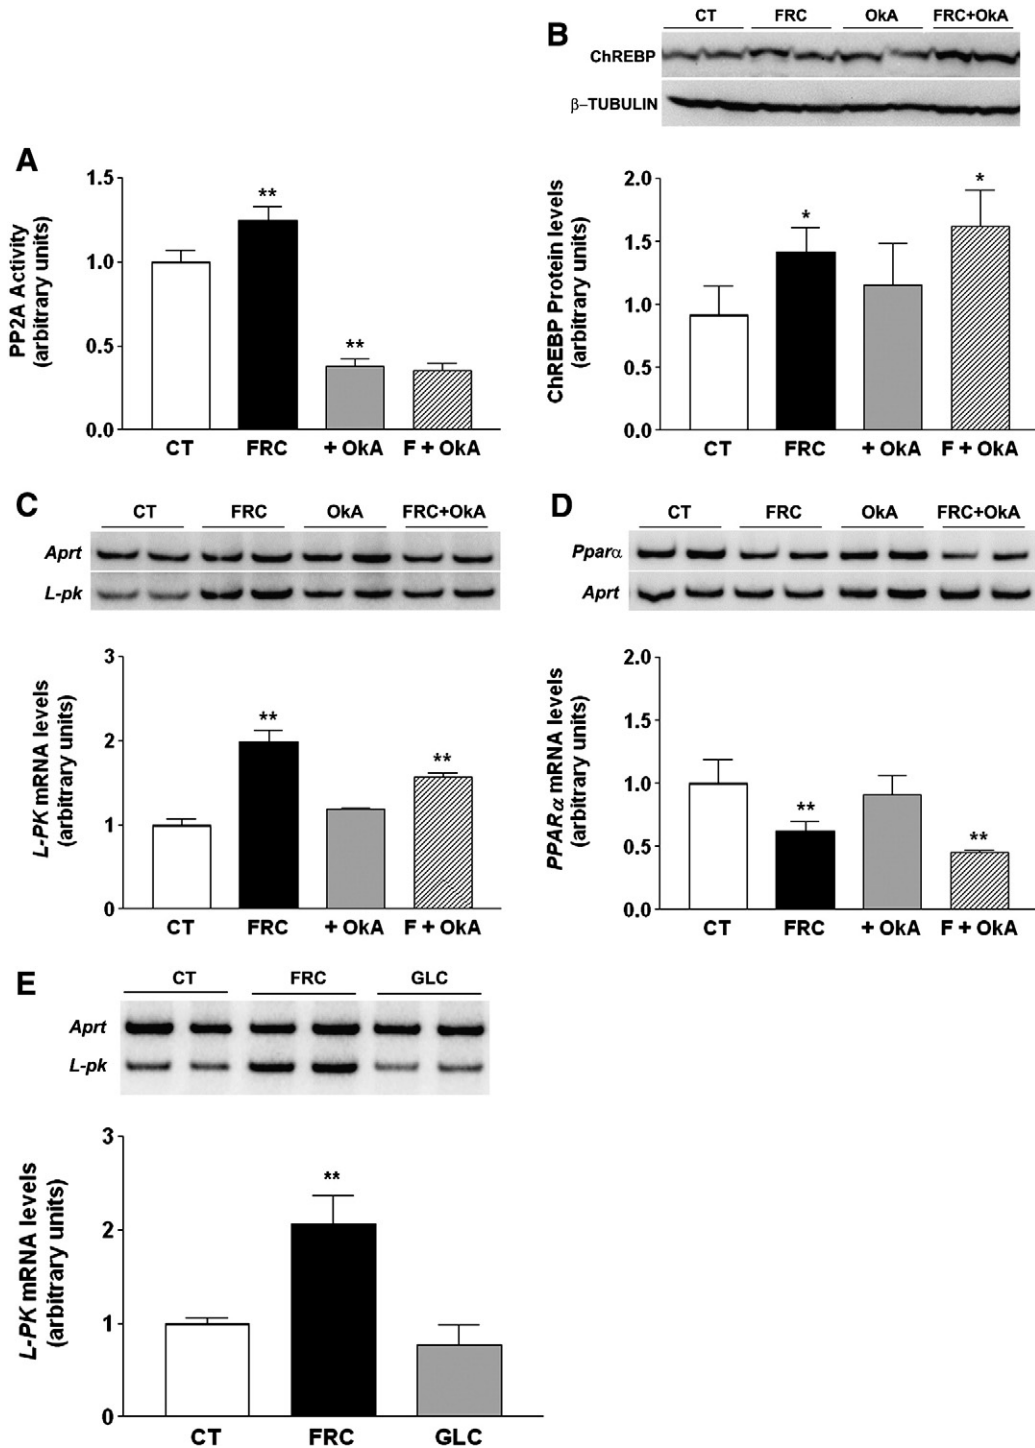 B
CT FRC OkA FRC+OkA
ChREBP
β–TUBULIN
A
PP2A Activity
(arbitrary units)
1.5
1.0
0.5
0.0
**
**
CT FRC + OkA F + OkA
ChREBP Protein levels
(arbitrary units)
2.0
1.5
1.0
0.5
0.0
*
*
CT FRC + OkA F + OkA
C
CT FRC OkA FRC+OkA
Aprt
L-pk
L-PK mRNA levels
(arbitrary units)
3
2
1
0
**
**
CT FRC + OkA F + OkA
D
CT FRC OkA FRC+OkA
Pparα
Aprt
PPARα mRNA levels
(arbitrary units)
2.0
1.5
1.0
0.5
0.0
**
**
CT FRC + OkA F + OkA
E
CT FRC GLC
Aprt
L-pk
L-PK mRNA levels
(arbitrary units)
3
2
1
0
**
CT FRC GLC